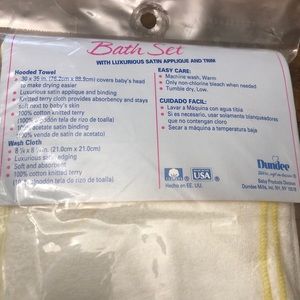 Bath Set
WITH LUXURIOUS SATIN APPLIQUE AND TRIM
Hooded Towel
30 x 35 in. (76.2cm x 88.9cm) covers baby's head
to make drying easier
Luxurious satin applique and binding
Knitted terry cloth provides absorbency and stays
soft next to baby's skin
100% cotton knitted terry
(100% algodón tela de rizo de toalla)
100% acetate satin binding
(100% venda de satín de acetato)
Wash Cloth
(21.0cm x 21.0cm)
Luxurious satin edging
Soft and absorbent
100% cotton knitted terry
(100% algodón tela de rizo de toalla)
EASY CARE:
Machine wash, Warm
Only non-chlorine bleach when needed
Tumble dry, Low.
CUIDADO FACIL:
Lavar a Máquina con agua tibia
Si es necesario, usar solamente blanqueadores
que no contengan cloro
Secar a máquina a temperatura baja
USA
Hecho en EE. UU.
Dundee
Baby Products Division
Dundee Mills, Inc. NY, NY 10018